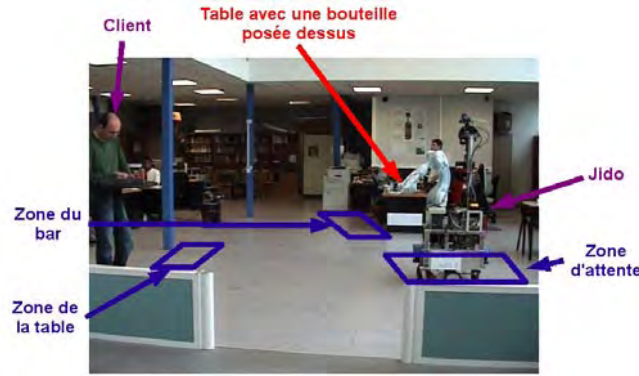 Table avec une bouteille
posée dessus
Client
Jido
Zone du
bar
Zone
d'attente
Zone de
la table